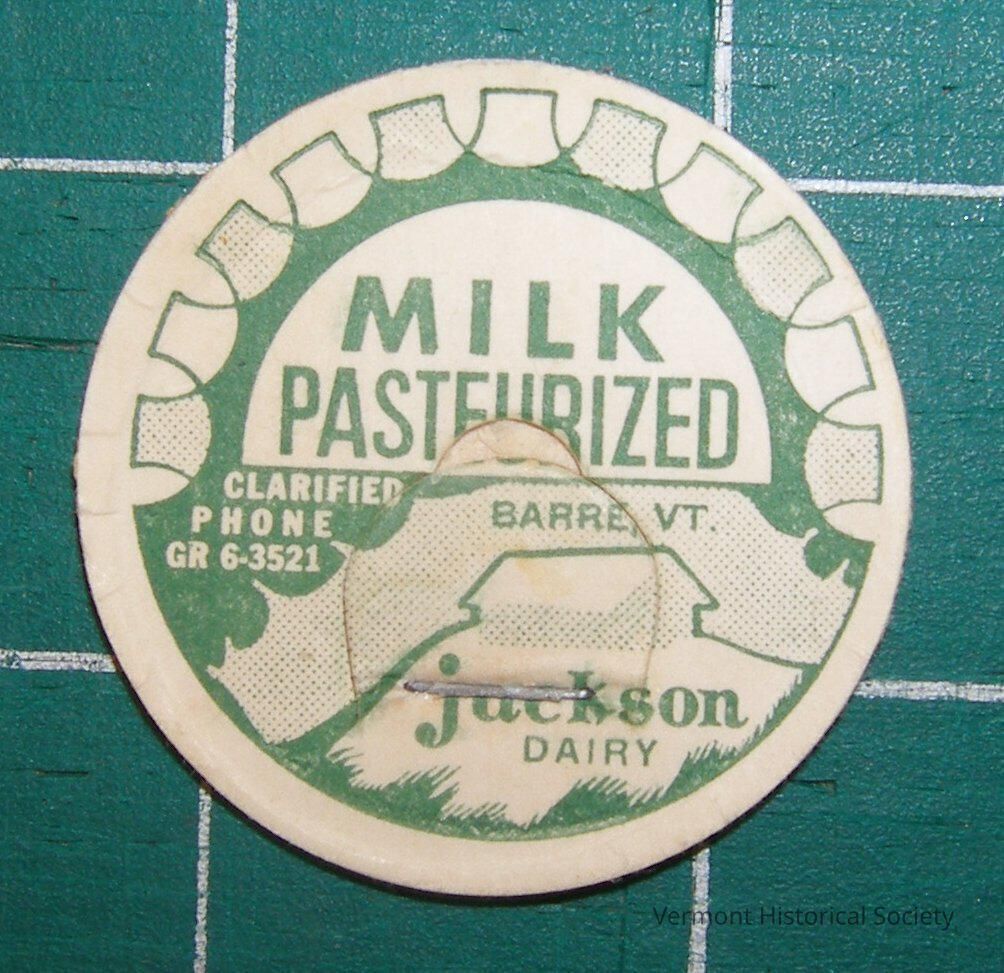 MILK
PASTEURIZED
CLARIFIED
PHONE
GR 6-3521
BARRE, VT.
jackson
DAIRY
Vermont Historical Society